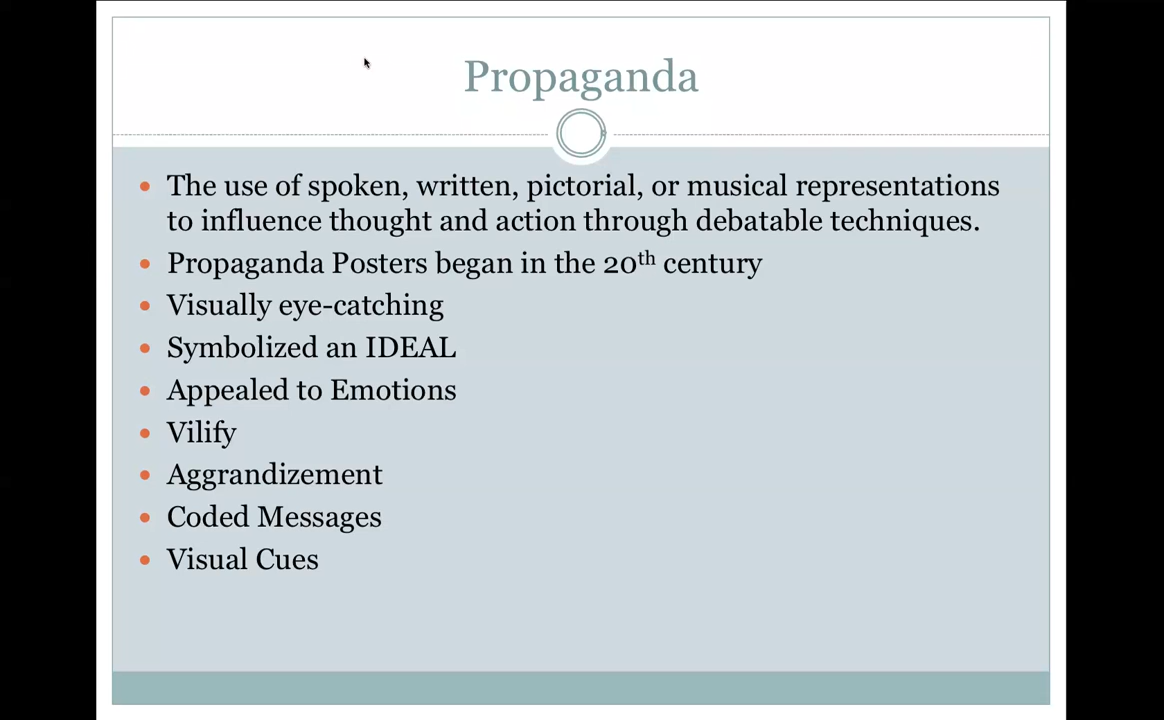 Propaganda
• The use of spoken, written, pictorial, or musical representations
to influence thought and action through debatable techniques.
• Propaganda Posters began in the 20th century
• Visually eye-catching
• Symbolized an IDEAL
• Appealed to Emotions
• Vilify
• Aggrandizement
• Coded Messages
• Visual Cues